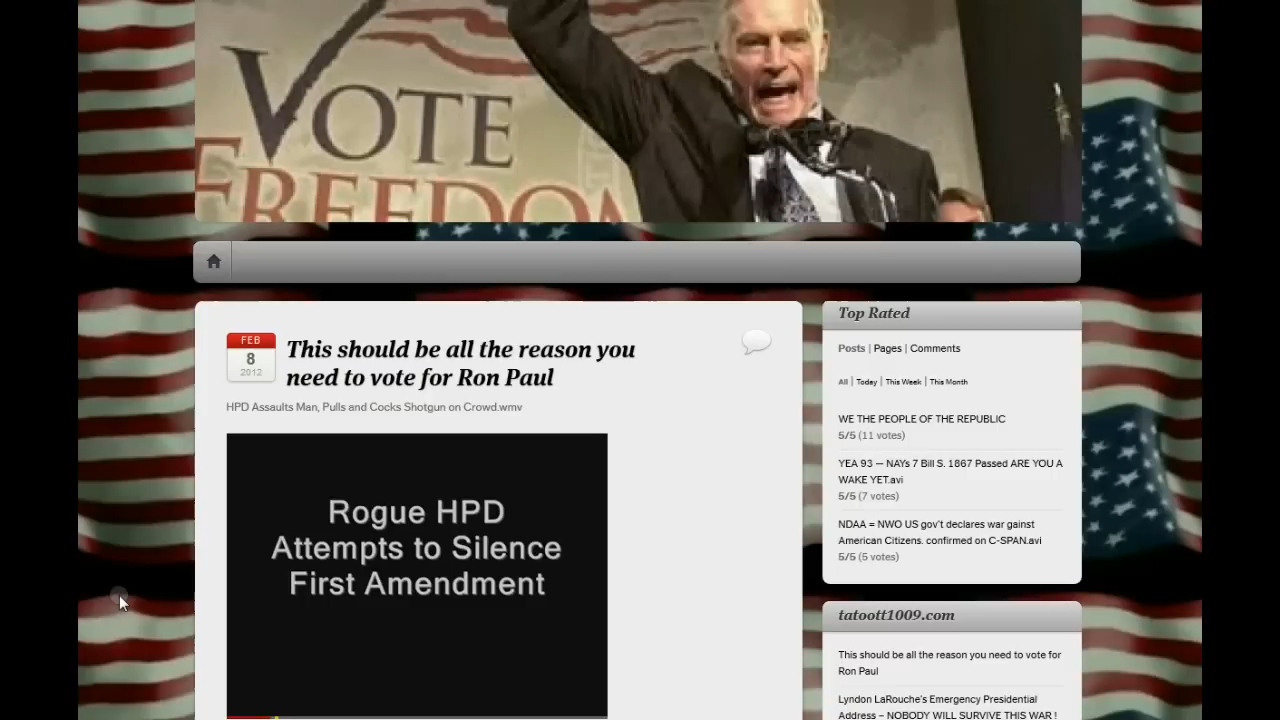 VOTE
FREEDOM
FEB
8
2012
This should be all the reason you
need to vote for Ron Paul
HPD Assaults Man, Pulls and Cocks Shotgun on Crowd.wmv
Rogue HPD
Attempts to Silence
First Amendment
Top Rated
Posts | Pages | Comments
All | Today | This Week | This Month
WE THE PEOPLE OF THE REPUBLIC
5/5 (11 votes)
YEA 93 — NAYs 7 Bill S. 1867 Passed ARE YOU A
WAKE YET.avi
5/5 (7 votes)
NDAA = NWO US gov't declares war gainst
American Citizens. confirmed on C-SPAN.avi
5/5 (5 votes)
tatoott1009.com
This should be all the reason you need to vote for
Ron Paul
Lyndon LaRouche's Emergency Presidential
Address – NOBODY WILL SURVIVE THIS WAR !